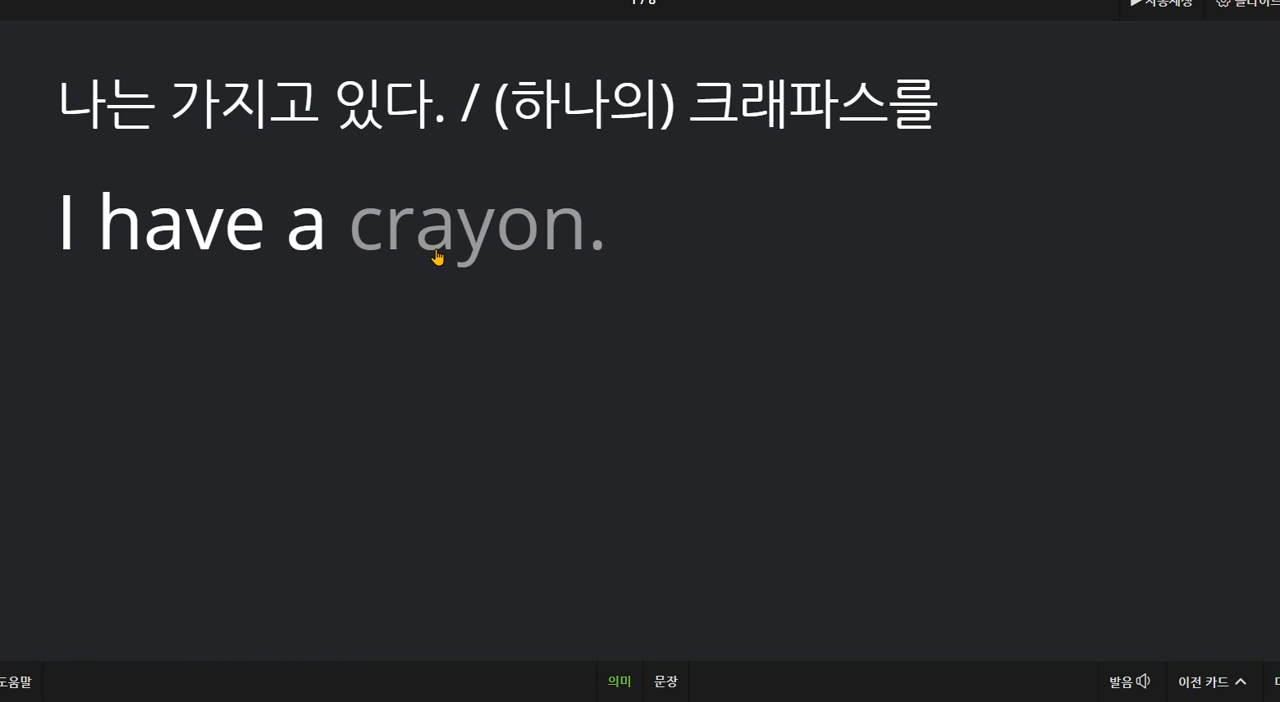 나는 가지고 있다. / (하나의) 크래파스를
I have a crayon.
도움말
의미
문장
발음
이전 카드